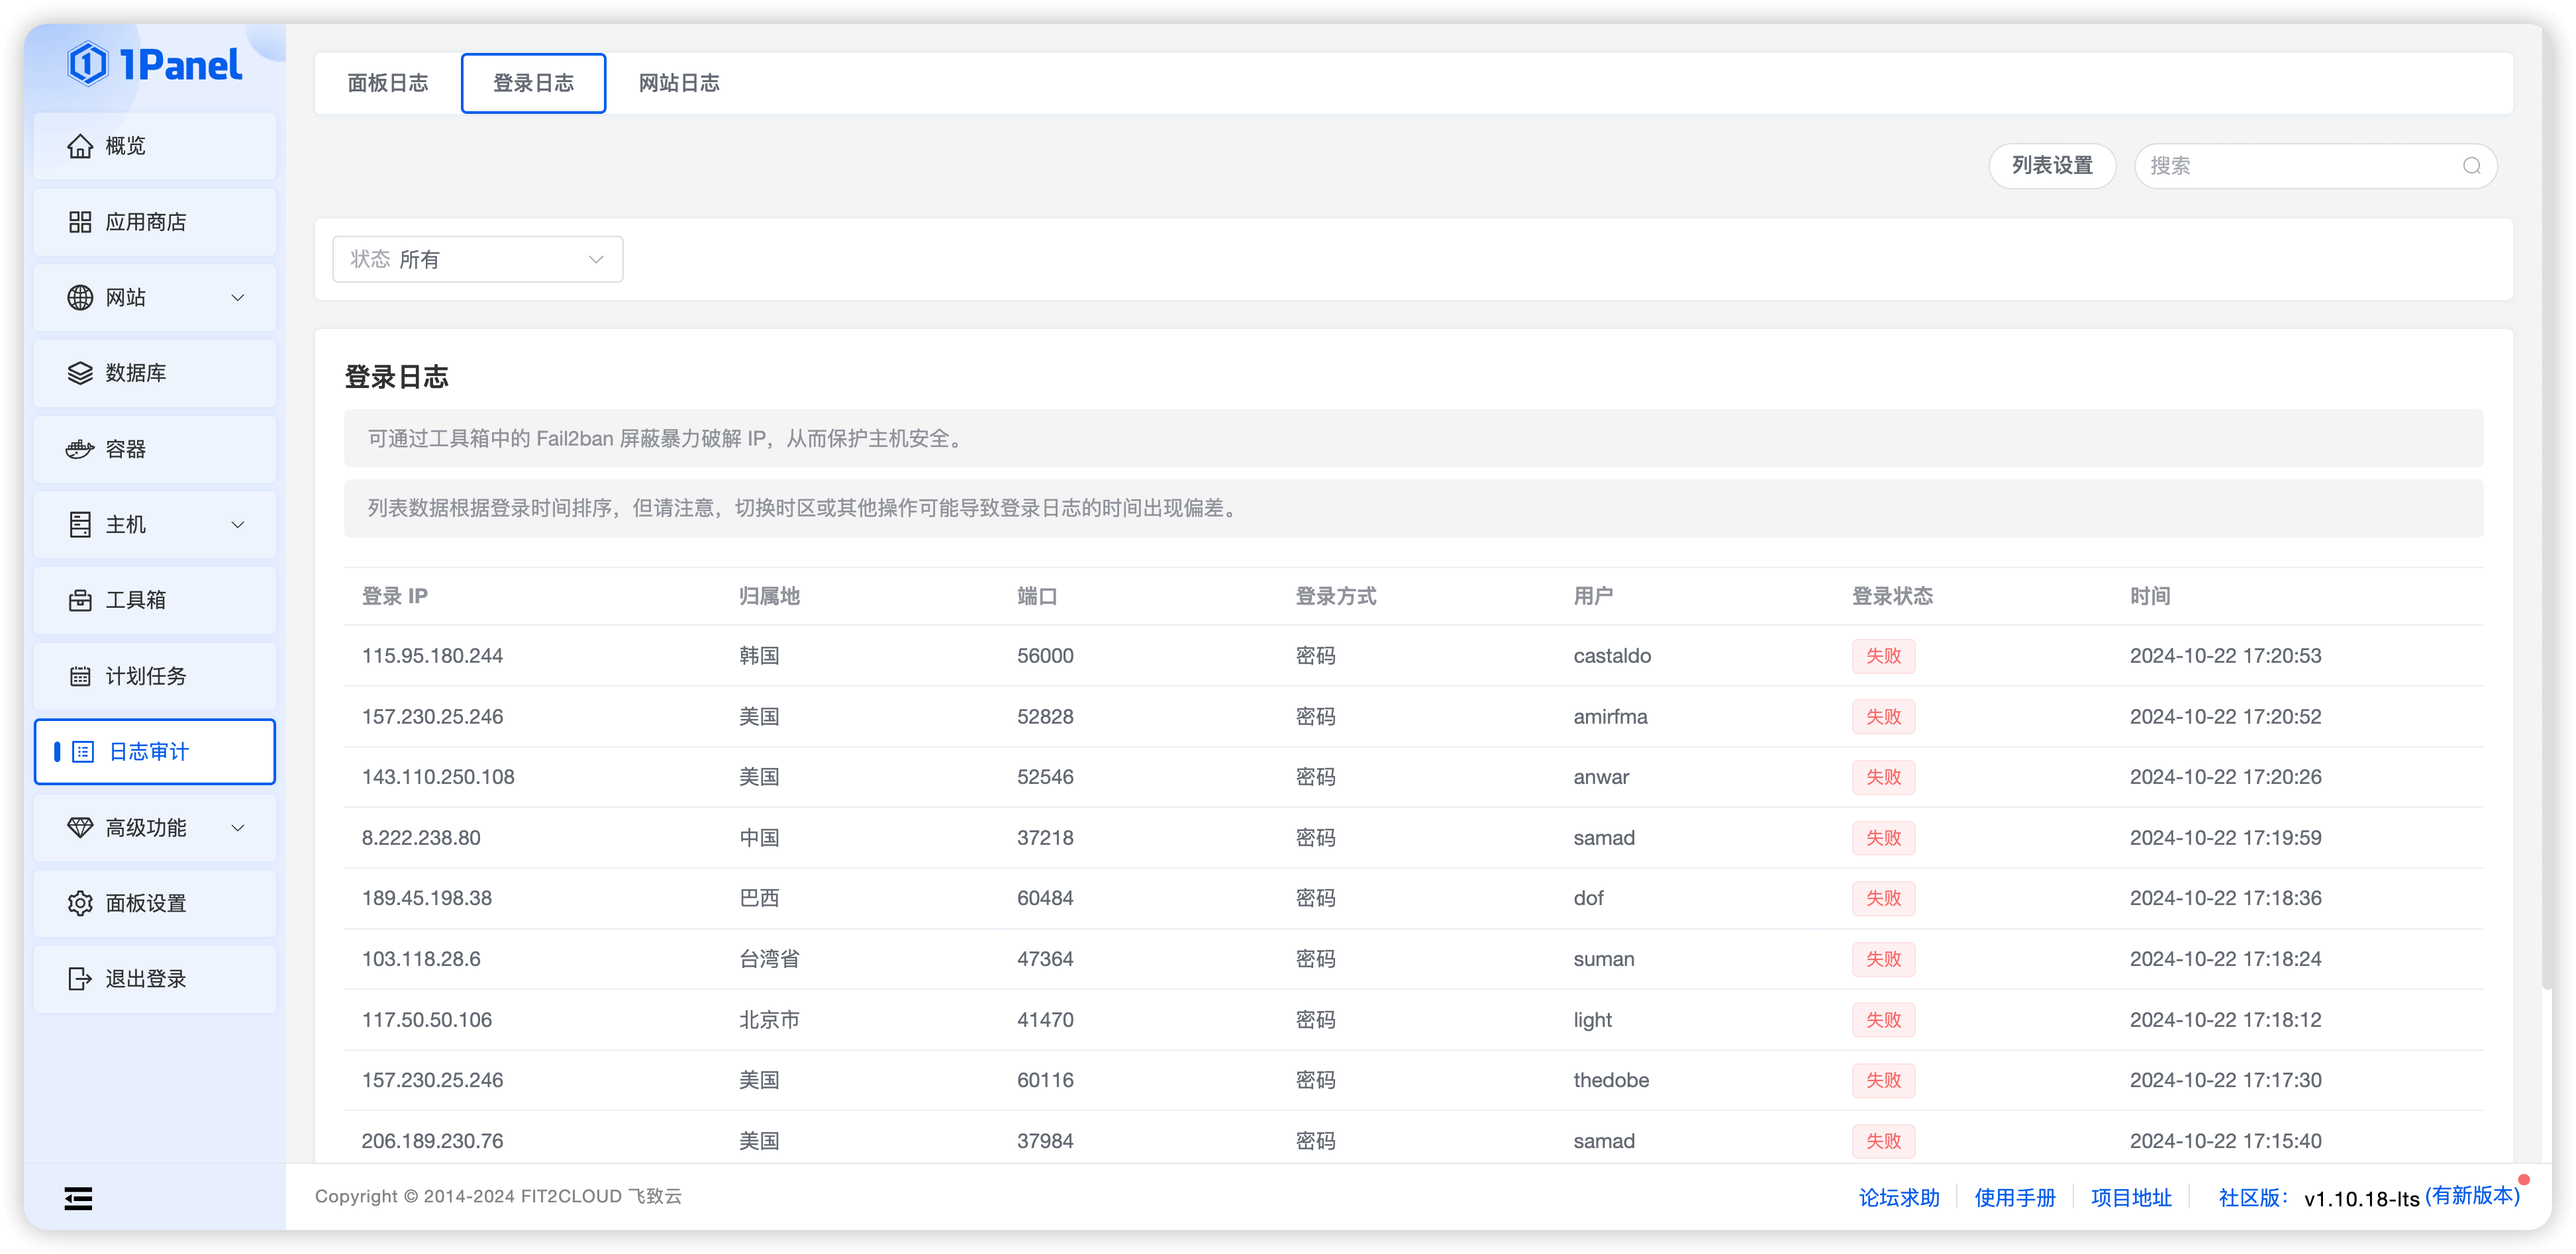 1Panel
概览
应用商店
网站
数据库
容器
主机
工具箱
计划任务
日志审计
高级功能
面板设置
退出登录
面板日志 登录日志 网站日志
列表设置 搜索
状态 所有
登录日志
可通过工具箱中的 Fail2ban 屏蔽暴力破解 IP，从而保护主机安全。
列表数据根据登录时间排序，但请注意，切换时区或其他操作可能导致登录日志的时间出现偏差。
登录 IP 归属地 端口 登录方式 用户 登录状态 时间
115.95.180.244 韩国 56000 密码 castaldo 失败 2024-10-22 17:20:53
157.230.25.246 美国 52828 密码 amirfma 失败 2024-10-22 17:20:52
143.110.250.108 美国 52546 密码 anwar 失败 2024-10-22 17:20:26
8.222.238.80 中国 37218 密码 samad 失败 2024-10-22 17:19:59
189.45.198.38 巴西 60484 密码 dof 失败 2024-10-22 17:18:36
103.118.28.6 台湾省 47364 密码 suman 失败 2024-10-22 17:18:24
117.50.50.106 北京市 41470 密码 light 失败 2024-10-22 17:18:12
157.230.25.246 美国 60116 密码 thedobe 失败 2024-10-22 17:17:30
206.189.230.76 美国 37984 密码 samad 失败 2024-10-22 17:15:40
Copyright © 2014-2024 FIT2CLOUD 飞致云
论坛求助 使用手册 项目地址 社区版： v1.10.18-lts (有新版本)